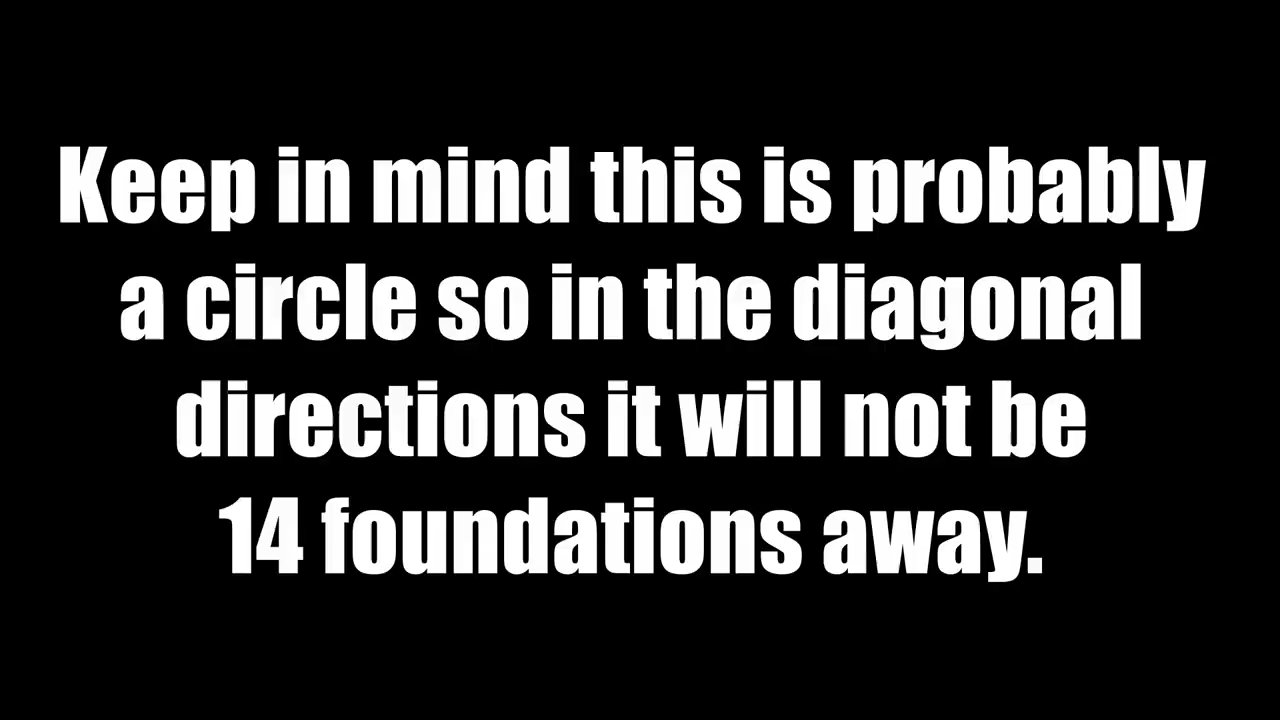 Keep in mind this is probably
a circle so in the diagonal
directions it will not be
14 foundations away.